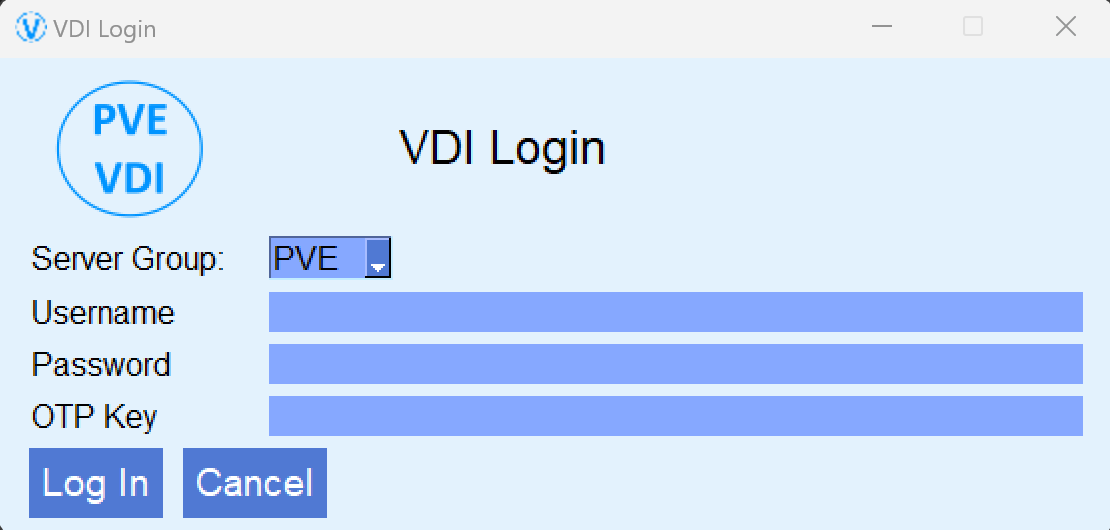 VDI Login
PVE
VDI
VDI Login
Server Group: PVE
Username
Password
OTP Key
Log In Cancel